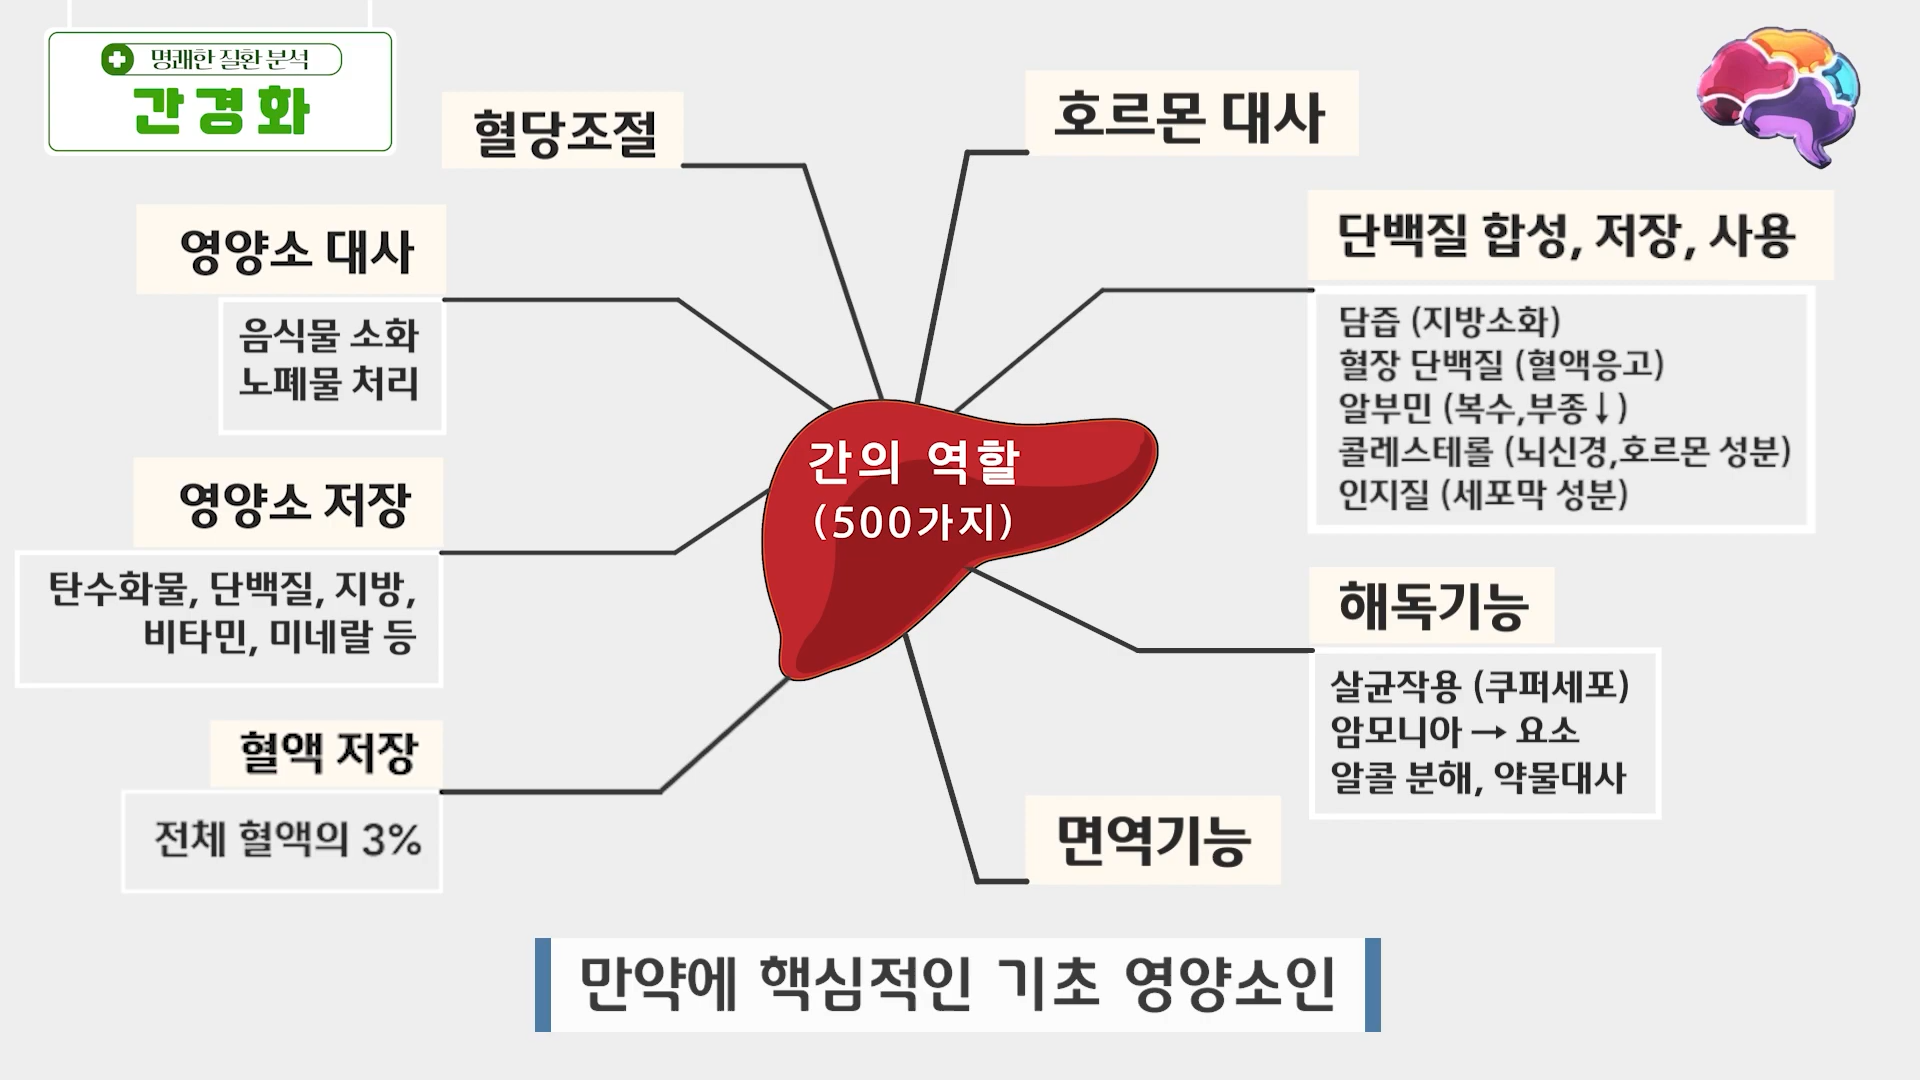 명쾌한 질환 분석
간경화
혈당조절
호르몬 대사
영양소 대사
음식물 소화
노폐물 처리
단백질 합성, 저장, 사용
담즙 (지방소화)
혈장 단백질 (혈액응고)
알부민 (복수,부종↓)
콜레스테롤 (뇌신경,호르몬 성분)
인지질 (세포막 성분)
간의 역할
(500가지)
영양소 저장
탄수화물, 단백질, 지방,
비타민, 미네랄 등
해독기능
살균작용 (쿠퍼세포)
암모니아 → 요소
알콜 분해, 약물대사
혈액 저장
전체 혈액의 3%
면역기능
만약에 핵심적인 기초 영양소인